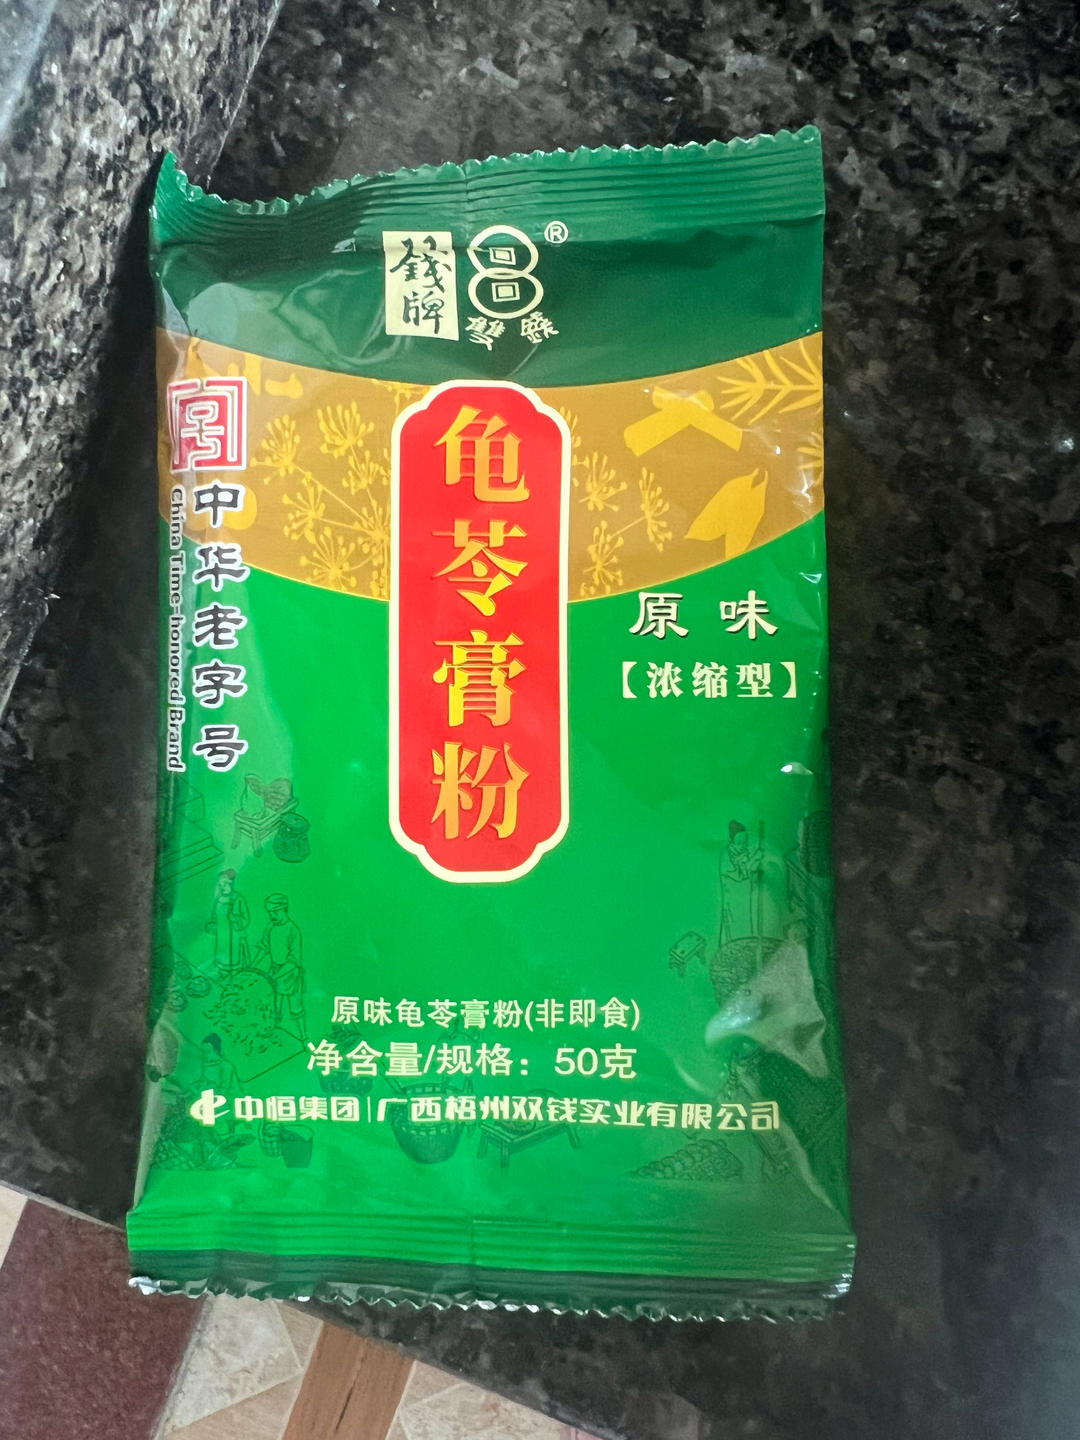 錢牌
®
雙錢
号
中华老字号
China Time-honored Brand
龟苓膏粉
原味
【浓缩型】
原味龟苓膏粉(非即食)
净含量/规格：50克
中恒集团|广西梧州双钱实业有限公司